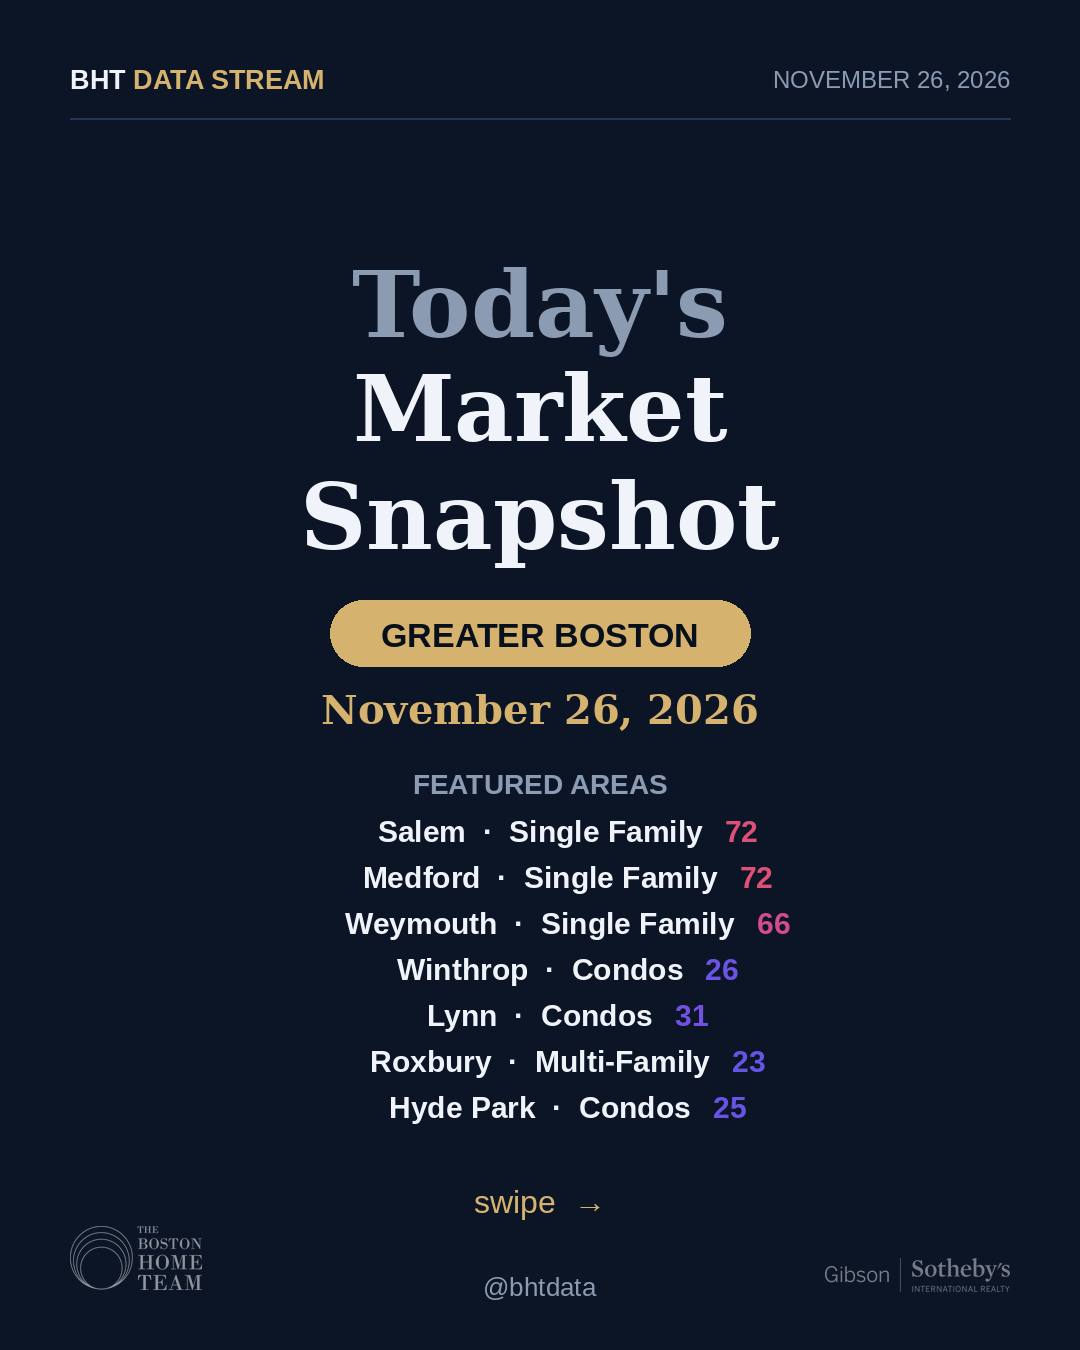 BHT DATA STREAM
NOVEMBER 26, 2026
Today's
Market
Snapshot
GREATER BOSTON
November 26, 2026
FEATURED AREAS
Salem · Single Family 72
Medford · Single Family 72
Weymouth · Single Family 66
Winthrop · Condos 26
Lynn · Condos 31
Roxbury · Multi-Family 23
Hyde Park · Condos 25
swipe →
THE
BOSTON
HOME
TEAM
@bhtdata
Gibson
Sotheby's
INTERNATIONAL REALTY